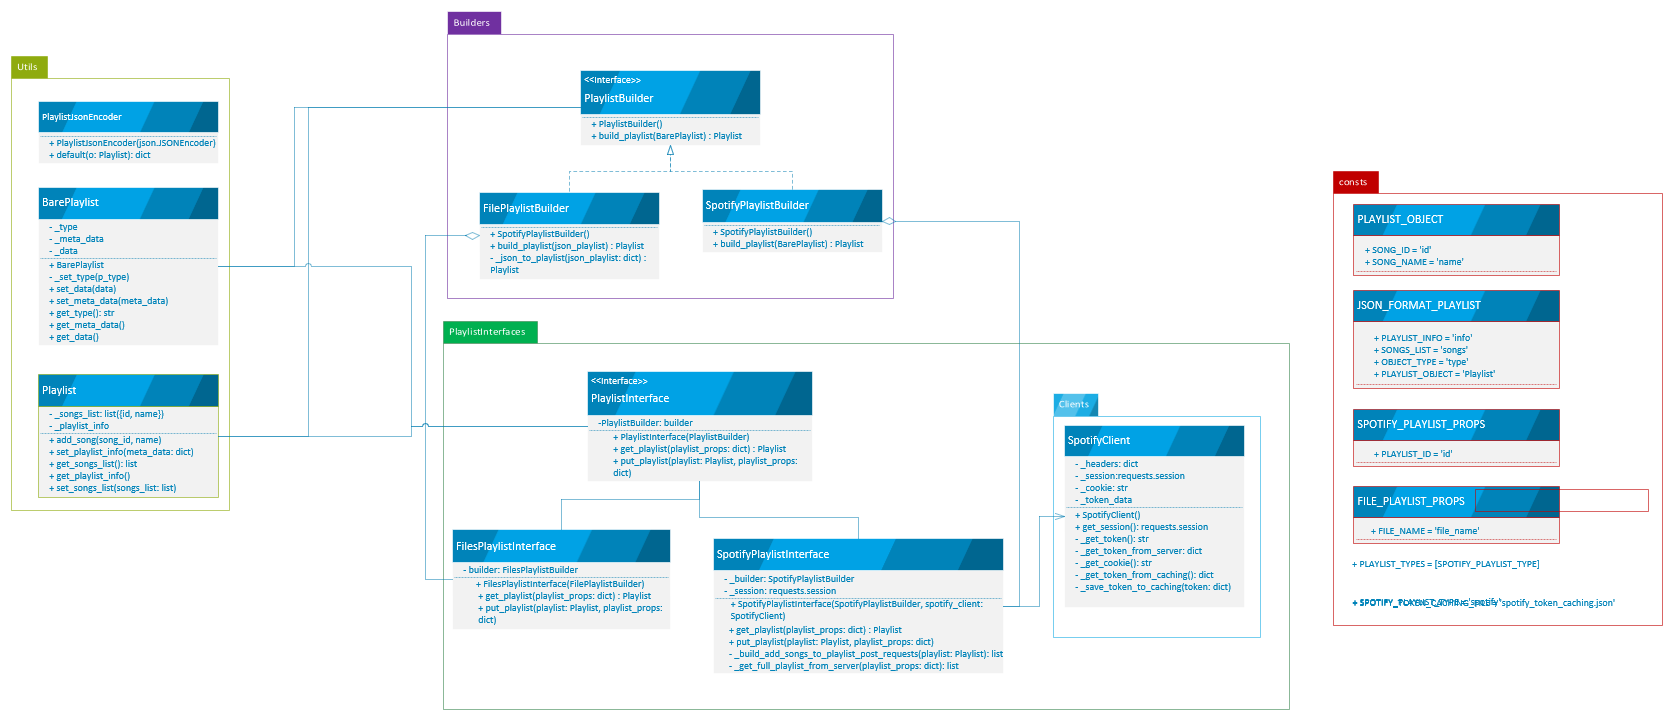 Utils
PlaylistJsonEncoder
+ PlaylistJsonEncoder(json.JSONEncoder)
+ default(o: Playlist): dict
BarePlaylist
- _type
- _meta_data
- _data
+ BarePlaylist
- _set_type(p_type)
+ set_data(data)
+ set_meta_data(meta_data)
+ get_type(): str
+ get_meta_data()
+ get_data()
Playlist
- _songs_list: list({id, name})
- _playlist_info
+ add_song(song_id, name)
+ set_playlist_info(meta_data: dict)
+ get_songs_list(): list
+ get_playlist_info()
+ set_songs_list(songs_list: list)
Builders
<<Interface>>
PlaylistBuilder
+ PlaylistBuilder()
+ build_playlist(BarePlaylist) : Playlist
FilePlaylistBuilder
+ SpotifyPlaylistBuilder()
+ build_playlist(json_playlist) : Playlist
- _json_to_playlist(json_playlist: dict) :
Playlist
SpotifyPlaylistBuilder
+ SpotifyPlaylistBuilder()
+ build_playlist(BarePlaylist) : Playlist
PlaylistInterfaces
<<Interface>>
PlaylistInterface
-PlaylistBuilder: builder
+ PlaylistInterface(PlaylistBuilder)
+ get_playlist(playlist_props: dict) : Playlist
+ put_playlist(playlist: Playlist, playlist_props:
dict)
FilesPlaylistInterface
- builder: FilesPlaylistBuilder
+ FilesPlaylistInterface(FilePlaylistBuilder)
+ get_playlist(playlist_props: dict) : Playlist
+ put_playlist(playlist: Playlist, playlist_props:
dict)
SpotifyPlaylistInterface
- _builder: SpotifyPlaylistBuilder
- _session: requests.session
+ SpotifyPlaylistInterface(SpotifyPlaylistBuilder, spotify_client:
SpotifyClient)
+ get_playlist(playlist_props: dict) : Playlist
+ put_playlist(playlist: Playlist, playlist_props: dict)
- _build_add_songs_to_playlist_post_requests(playlist: Playlist): list
- _get_full_playlist_from_server(playlist_props: dict): list
Clients
SpotifyClient
- _headers: dict
- _session:requests.session
- _cookie: str
- _token_data
+ SpotifyClient()
+ get_session(): requests.session
- _get_token(): str
- _get_token_from_server: dict
- _get_cookie(): str
- _get_token_from_caching(): dict
- _save_token_to_caching(token: dict)
consts
PLAYLIST_OBJECT
+ SONG_ID = 'id'
+ SONG_NAME = 'name'
JSON_FORMAT_PLAYLIST
+ PLAYLIST_INFO = 'info'
+ SONGS_LIST = 'songs'
+ OBJECT_TYPE = 'type'
+ PLAYLIST_OBJECT = 'Playlist'
SPOTIFY_PLAYLIST_PROPS
+ PLAYLIST_ID = 'id'
FILE_PLAYLIST_PROPS
+ FILE_NAME = 'file_name'
+ PLAYLIST_TYPES = [SPOTIFY_PLAYLIST_TYPE]
'spotify_token_caching.json'